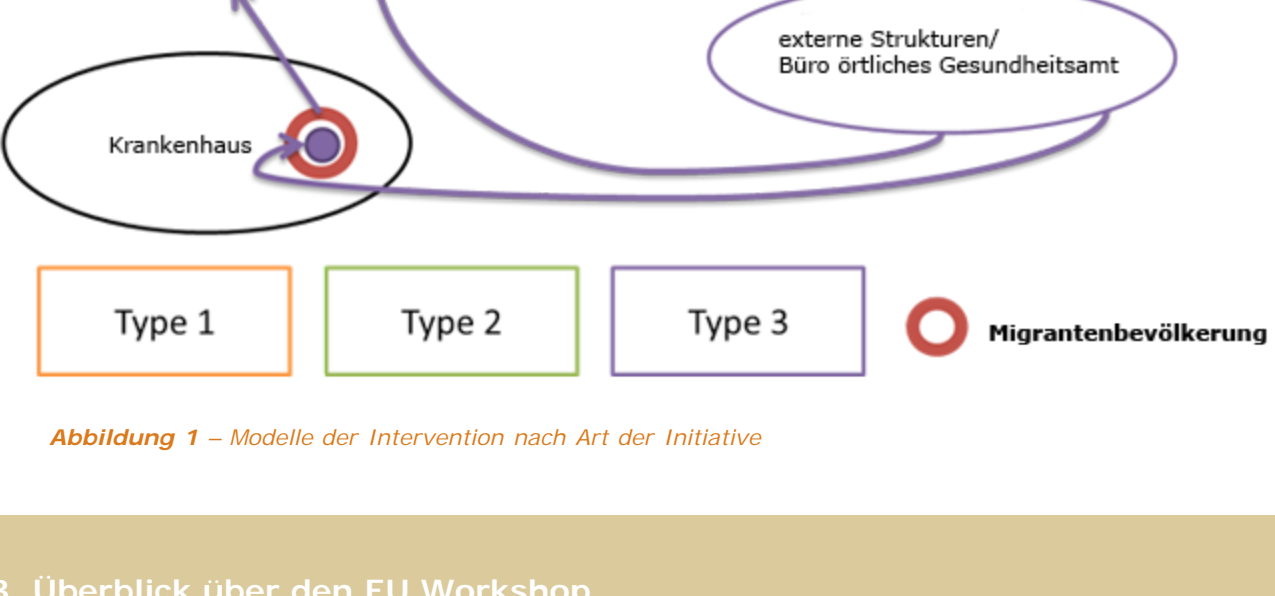 externe Strukturen/
Büro örtliches Gesundheitsamt
Krankenhaus
Type 1
Type 2
Type 3
Migrantenbevölkerung
Abbildung 1 – Modelle der Intervention nach Art der Initiative
Überblick über den EU Workshop